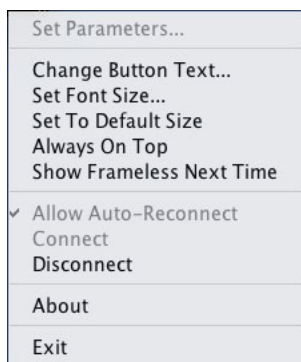 Set Parameters...
Change Button Text...
Set Font Size...
Set To Default Size
Always On Top
Show Frameless Next Time
Allow Auto-Reconnect
Connect
Disconnect
About
Exit